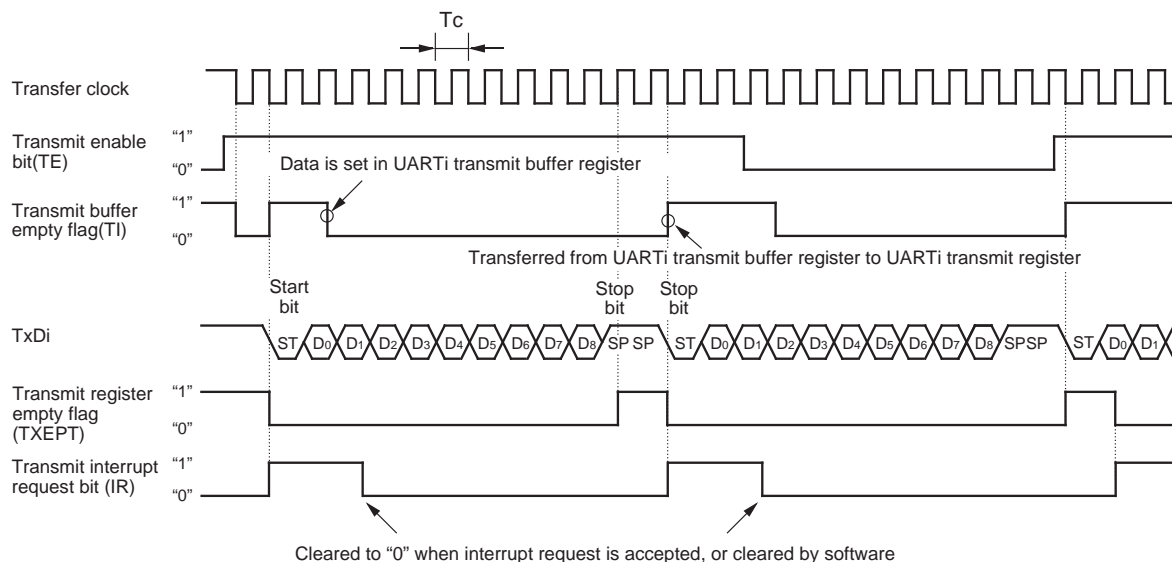 Tc
Transfer clock
Transmit enable
bit(TE)
“1”
“0”
Data is set in UARTi transmit buffer register
Transmit buffer
empty flag(TI)
“1”
“0”
Transferred from UARTi transmit buffer register to UARTi transmit register
Start
bit
Stop
bit
Stop
bit
TxDi
ST D0 D1 D2 D3 D4 D5 D6 D7 D8 SP SP ST D0 D1 D2 D3 D4 D5 D6 D7 D8 SPSP ST D0 D1
Transmit register
empty flag
(TXEPT)
“1”
“0”
Transmit interrupt
request bit (IR)
“1”
“0”
Cleared to “0” when interrupt request is accepted, or cleared by software